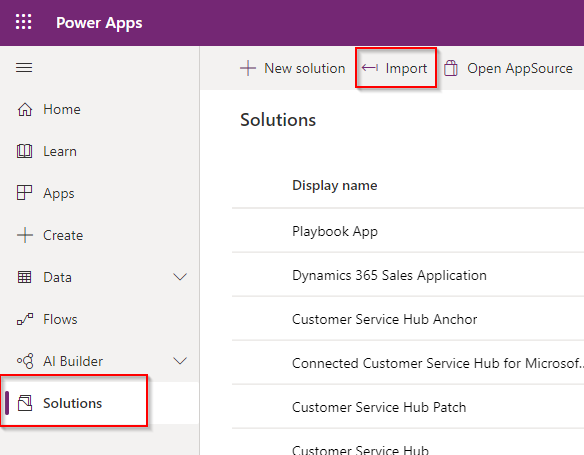 Power Apps
New solution
Import
Open AppSource
Home
Learn
Apps
Create
Data
Flows
AI Builder
Solutions
Solutions
Display name
Playbook App
Dynamics 365 Sales Application
Customer Service Hub Anchor
Connected Customer Service Hub for Microsof...
Customer Service Hub Patch
Customer Service Hub